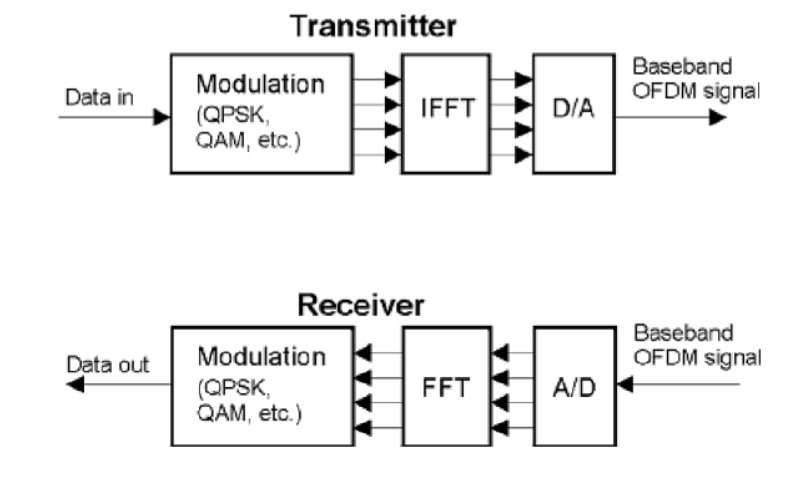 Transmitter
Data in
Modulation
(QPSK,
QAM, etc.)
IFFT
D/A
Baseband
OFDM signal
Receiver
Data out
Modulation
(QPSK,
QAM, etc.)
FFT
A/D
Baseband
OFDM signal